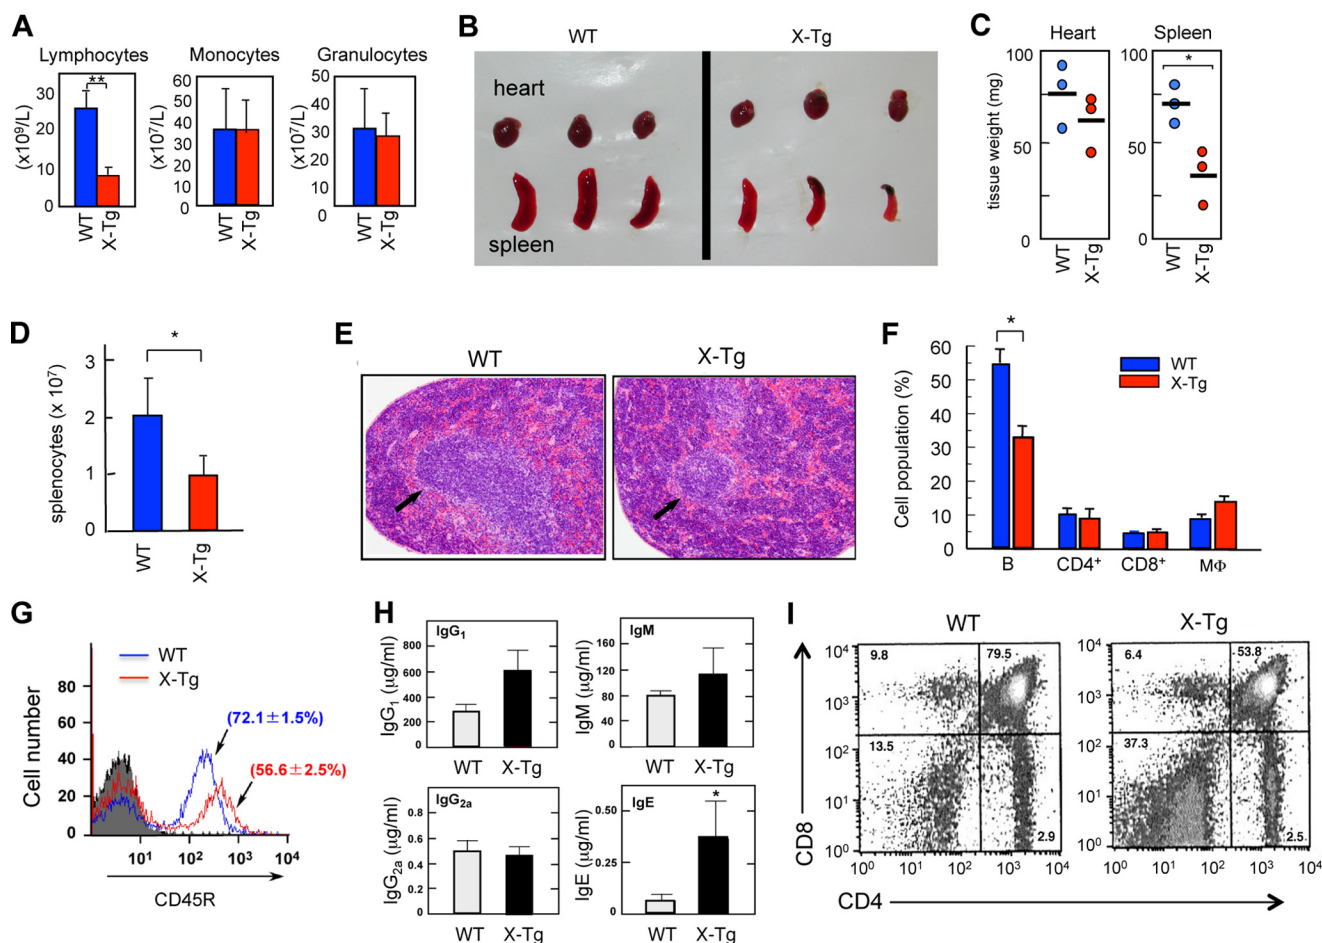 A
Lymphocytes Monocytes Granulocytes
(x10⁹/L)
30
20
10
0
**
WT
X-Tg
(x10⁷/L)
60
50
40
30
20
10
0
WT
X-Tg
(x10⁷/L)
50
40
30
20
10
0
WT
X-Tg
B
WT X-Tg
heart
spleen
C
Heart Spleen
tissue weight (mg)
100
50
0
WT
X-Tg
100
50
0
*
WT
X-Tg
D
splenocytes (x 10⁷)
3
2
1
0
*
WT
X-Tg
E
WT X-Tg
F
Cell population (%)
60
50
40
30
20
10
0
*
WT
X-Tg
B CD4⁺ CD8⁺ MΦ
G
WT
X-Tg
Cell number
80
60
40
20
0
(72.1±1.5%)
(56.6±2.5%)
10¹ 10² 10³ 10⁴
CD45R
H
IgG₁
IgG₁ (µg/ml)
800
600
400
200
0
WT X-Tg
IgM
IgM (µg/ml)
160
120
80
40
0
WT X-Tg
IgG₂ₐ
IgG₂ₐ (µg/ml)
0.8
0.6
0.4
0.2
0
WT X-Tg
IgE
IgE (µg/ml)
0.50
0.25
0
*
WT X-Tg
I
WT X-Tg
10⁴
10³
10²
10¹
10⁰
9.8 79.5
13.5
2.9
10⁰ 10¹ 10² 10³ 10⁴
10⁴
10³
10²
10¹
10⁰
6.4 53.8
37.3
2.5
10⁰ 10¹ 10² 10³ 10⁴
CD8
CD4